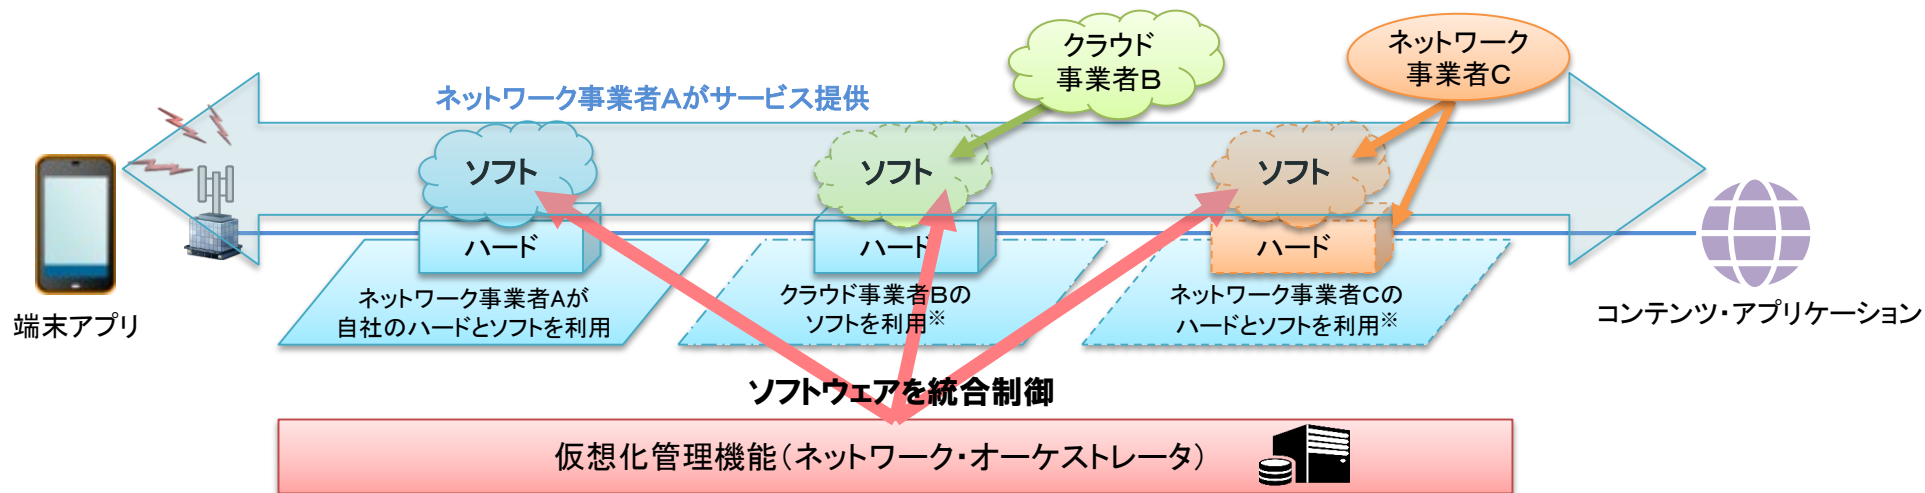 クラウド
事業者B
ネットワーク
事業者C
ネットワーク事業者Aがサービス提供
ソフト
ソフト
ソフト
ハード
ハード
ハード
ネットワーク事業者Aが
自社のハードとソフトを利用
クラウド事業者Bの
ソフトを利用※
ネットワーク事業者Cの
ハードとソフトを利用※
端末アプリ
コンテンツ・アプリケーション
ソフトウェアを統合制御
仮想化管理機能(ネットワーク・オーケストレータ)